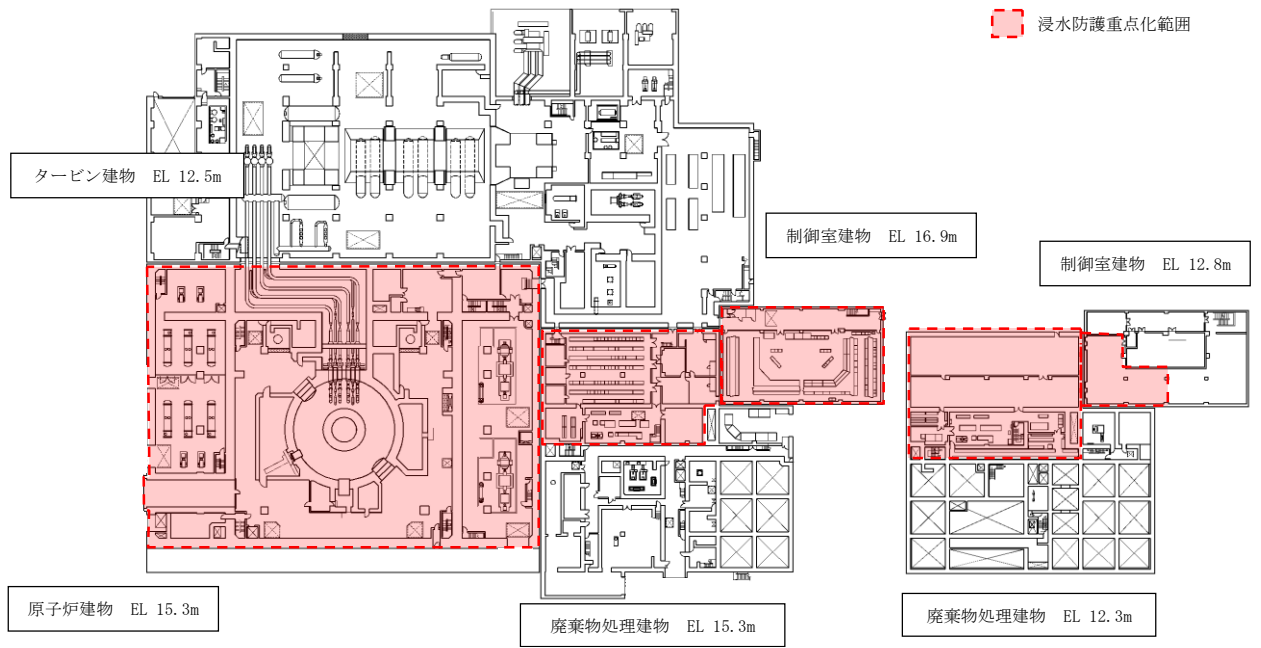 浸水防護重点化範囲
タービン建物 EL 12.5m
制御室建物 EL 16.9m
制御室建物 EL 12.8m
原子炉建物 EL 15.3m
廃棄物処理建物 EL 15.3m
廃棄物処理建物 EL 12.3m